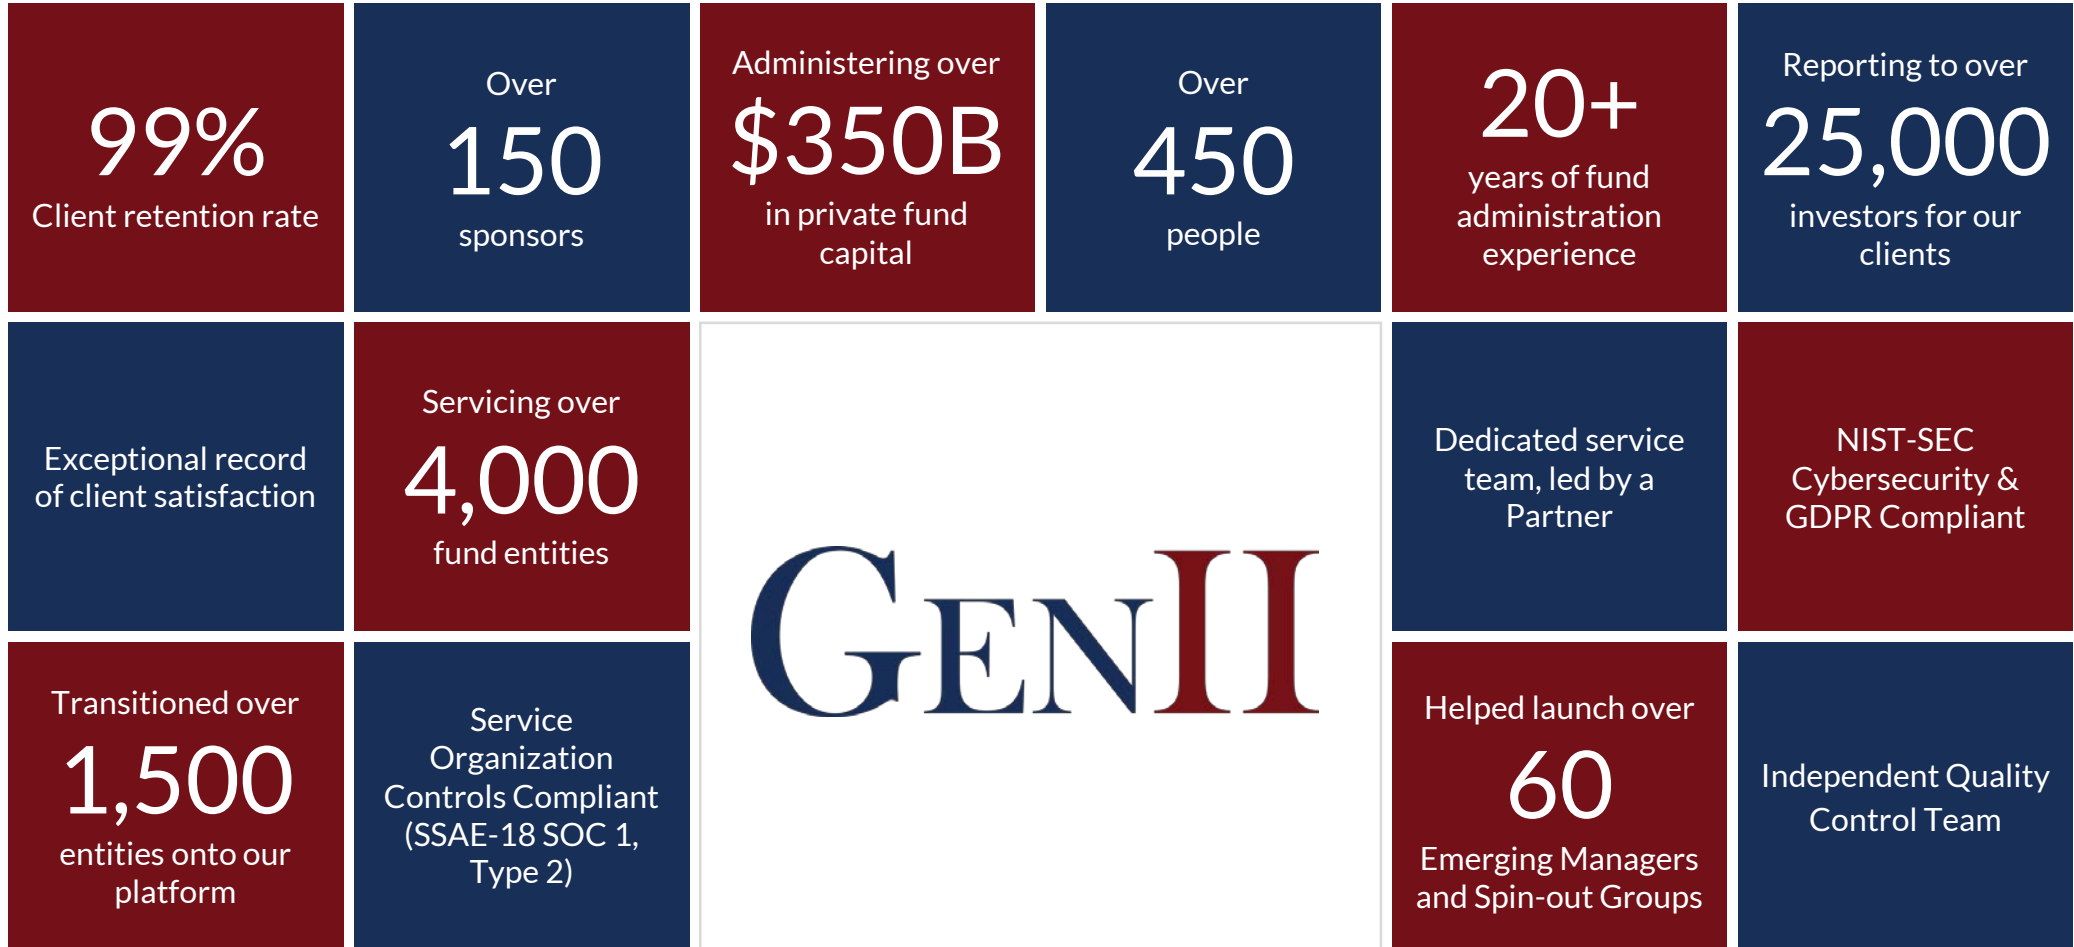 99%
Client retention rate
Over
150
sponsors
Administering over
$350B
in private fund
capital
Over
450
people
20+
years of fund
administration
experience
Reporting to over
25,000
investors for our
clients
Exceptional record
of client satisfaction
Servicing over
4,000
fund entities
GENII
Dedicated service
team, led by a
Partner
NIST-SEC
Cybersecurity &
GDPR Compliant
Transitioned over
1,500
entities onto our
platform
Service
Organization
Controls Compliant
(SSAE-18 SOC 1,
Type 2)
Helped launch over
60
Emerging Managers
and Spin-out Groups
Independent Quality
Control Team